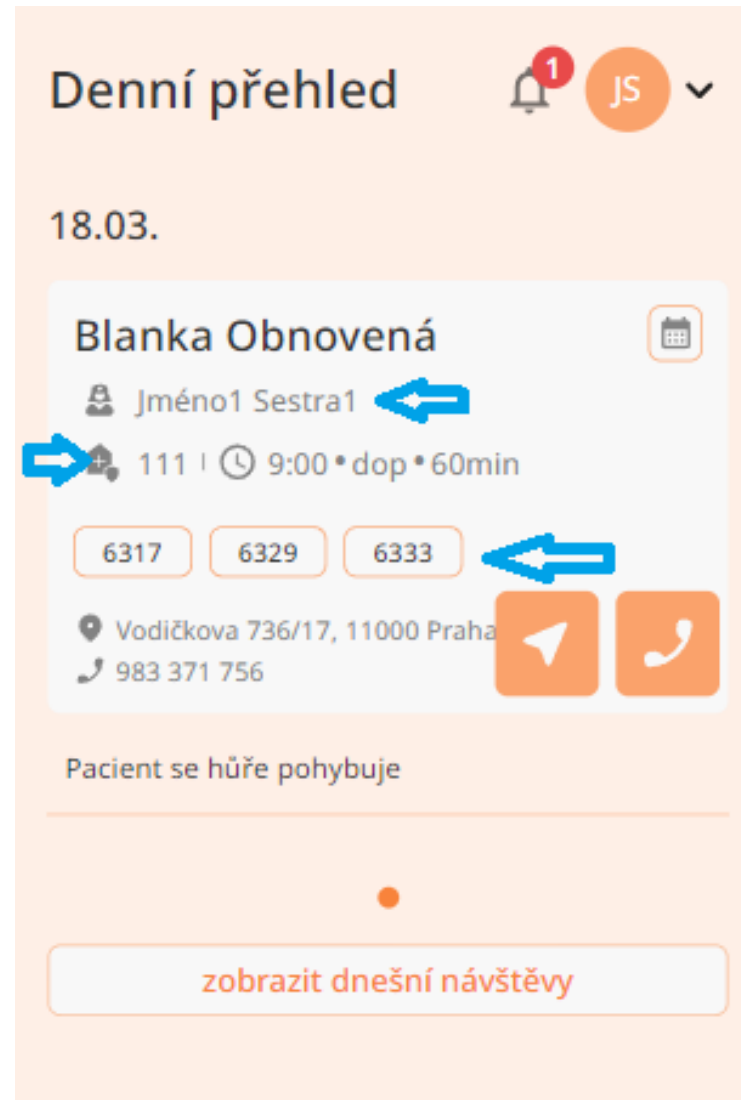 Denní přehled 1 JS
18.03.
Blanka Obnovená
Jméno1 Sestra1
111 | 9:00 • dop • 60min
6317 6329 6333
Vodičkova 736/17, 11000 Praha
983 371 756
Pacient se hůře pohybuje
zobrazit dnešní návštěvy